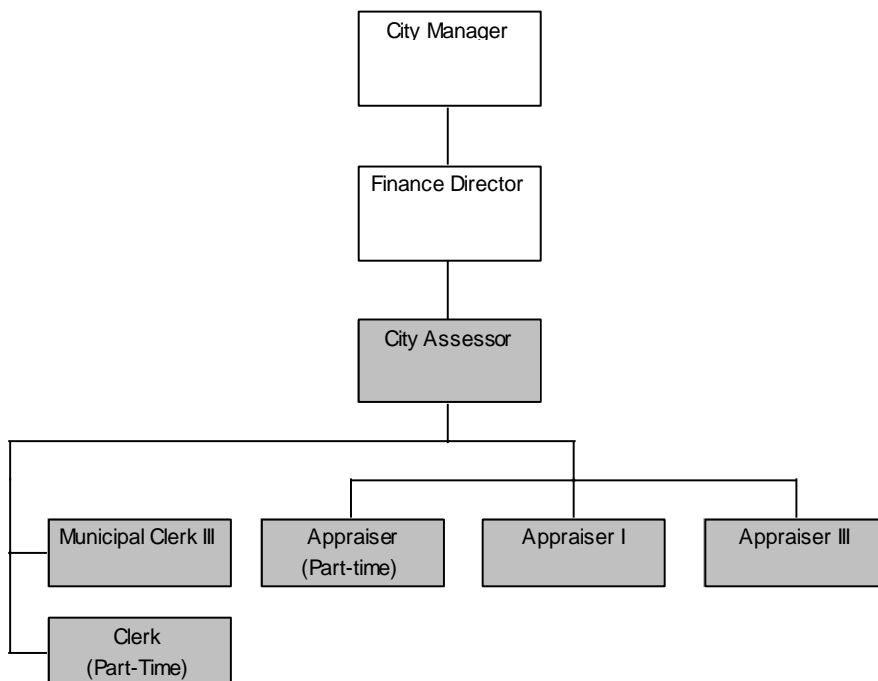 City Manager
Finance Director
City Assessor
Municipal Clerk III
Appraiser
(Part-time)
Appraiser I
Appraiser III
Clerk
(Part-Time)